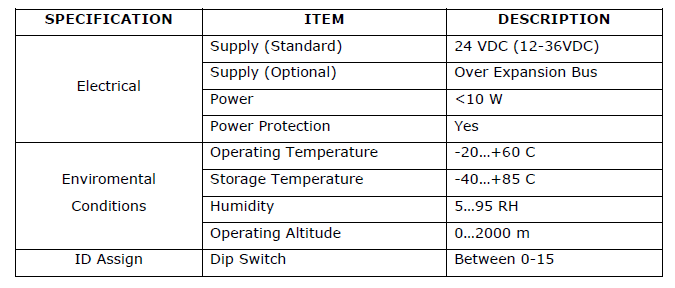 SPECIFICATION ITEM DESCRIPTION
Electrical
Supply (Standard) 24 VDC (12-36VDC)
Supply (Optional) Over Expansion Bus
Power <10 W
Power Protection Yes
Enviromental
Conditions
Operating Temperature -20…+60 C
Storage Temperature -40…+85 C
Humidity 5…95 RH
Operating Altitude 0…2000 m
ID Assign Dip Switch Between 0-15